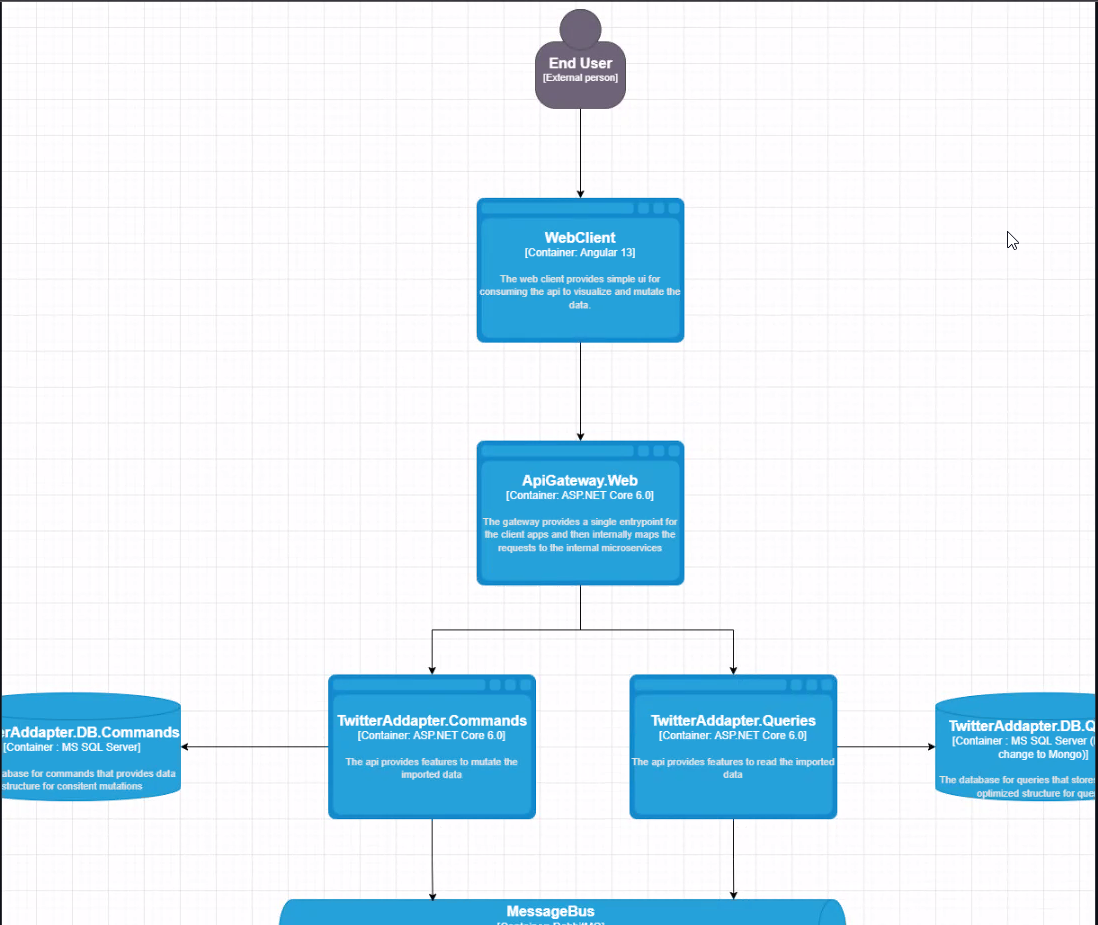 End User
[External person]
WebClient
[Container: Angular 13]
The web client provides simple ui for
consuming the api to visualize and mutate the
data.
ApiGateway.Web
[Container: ASP.NET Core 6.0]
The gateway provides a single entrypoint for
the client apps and then internally maps the
requests to the internal microservices
erAddapter.DB.Commands
[Container : MS SQL Server]
abase for commands that provides data
structure for consitent mutations
TwitterAddapter.Commands
[Container: ASP.NET Core 6.0]
The api provides features to mutate the
imported data
TwitterAddapter.Queries
[Container: ASP.NET Core 6.0]
The api provides features to read the imported
data
TwitterAddapter.DB.Q
[Container : MS SQL Server (
change to Mongo)]
The database for queries that stores
optimized structure for que
MessageBus
[Container: RabbitMQ]